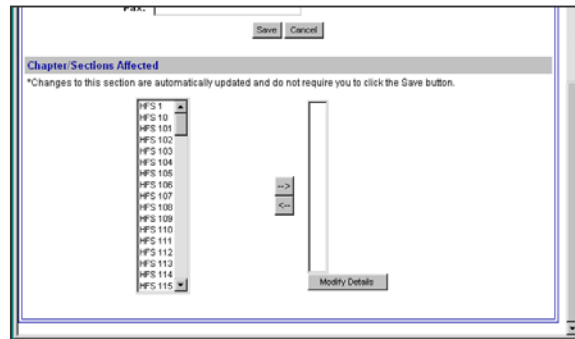 Fax:
Save Cancel
Chapter/Sections Affected
*Changes to this section are automatically updated and do not require you to click the Save button.
HFS 1
HFS 10
HFS 101
HFS 102
HFS 103
HFS 104
HFS 105
HFS 106
HFS 107
HFS 108
HFS 109
HFS 110
HFS 111
HFS 112
HFS 113
HFS 114
HFS 115
-->
<--
Modify Details